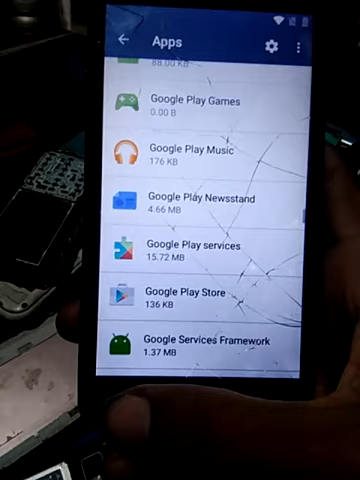 Apps
88.00 KB
Google Play Games
0.00 B
Google Play Music
176 KB
Google Play Newsstand
4.66 MB
Google Play services
15.72 MB
Google Play Store
136 KB
Google Services Framework
1.37 MB